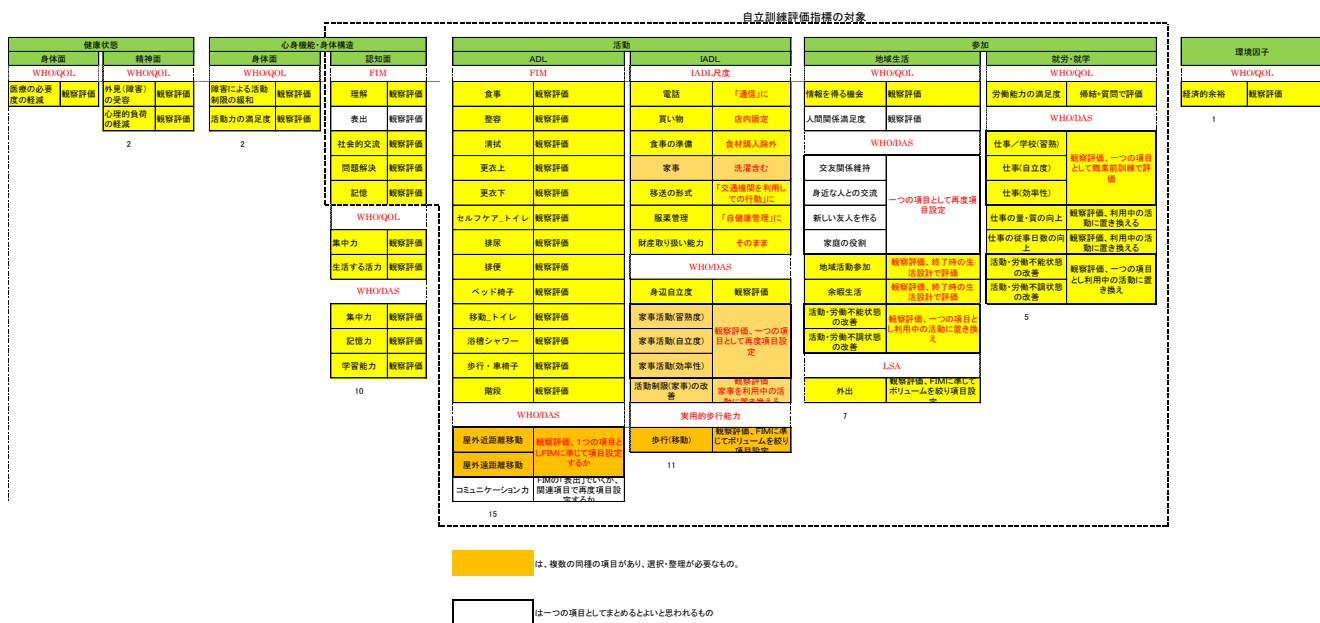 自立訓練評価指標の対象
健康状態
身体面
精神面
WHO/QOL
WHO/QOL
医療の必要
度の軽減
観察評価
外見(障害)
の受容
観察評価
心理的負荷
の軽減
観察評価
2
心身機能・身体構造
身体面
認知面
WHO/QOL
FIM
障害による活動
制限の緩和
観察評価
活動力の満足度
観察評価
2
理解
観察評価
表出
観察評価
社会的交流
観察評価
問題解決
観察評価
記憶
観察評価
WHO/QOL
集中力
観察評価
生活する活力
観察評価
WHO/DAS
集中力
観察評価
記憶力
観察評価
学習能力
観察評価
10
活動
ADL
IADL
FIM
IADL尺度
食事
観察評価
整容
観察評価
清拭
観察評価
更衣上
観察評価
更衣下
観察評価
セルフケア_トイレ
観察評価
排尿
観察評価
排便
観察評価
ベッド椅子
観察評価
移動_トイレ
観察評価
浴槽シャワー
観察評価
歩行・車椅子
観察評価
階段
観察評価
WHO/DAS
屋外近距離移動
屋外遠距離移動
観察評価、1つの項目と
しFIMに準じて項目設定
するか
コミュニケーション力
FIMの「表出」でいくか、
関連項目で再度項目設
定するか
15
電話
「通信」に
買い物
店内限定
食事の準備
食材購入除外
家事
洗濯含む
移送の形式
「交通機関を利用し
ての行動」に
服薬管理
「自健康管理」に
財産取り扱い能力
そのまま
WHO/DAS
身辺自立度
観察評価
家事活動(習熟度)
家事活動(自立度)
家事活動(効率性)
観察評価、一つの項
目として再度項目設
定
活動制限(家事)の改
善
観察評価
家事を利用中の活
動に置き換える
実用的歩行能力
歩行(移動)
観察評価、FIMに準
じてボリュームを絞り
項目設定
11
参加
地域生活
就労・就学
WHO/QOL
WHO/QOL
情報を得る機会
観察評価
人間関係満足度
観察評価
WHO/DAS
交友関係維持
身近な人との交流
新しい友人を作る
家庭の役割
一つの項目として再度項
目設定
地域活動参加
観察評価、終了時の生
活設計で評価
余暇生活
観察評価、終了時の生
活設計で評価
活動・労働不能状態
の改善
活動・労働不調状態
の改善
観察評価、一つの項目と
し利用中の活動に置き換
え
LSA
外出
観察評価、FIMに準じて
ボリュームを絞り項目設
定
7
労働能力の満足度
帰結・質問で評価
WHO/DAS
仕事／学校(習熟)
仕事(自立度)
仕事(効率性)
観察評価、一つの項目
として職業前訓練で評
価
仕事の量・質の向上
観察評価、利用中の活
動に置き換える
仕事の従事日数の向
上
観察評価、利用中の活
動に置き換える
活動・労働不能状態
の改善
活動・労働不調状態
の改善
観察評価、一つの項目
とし利用中の活動に置
き換え
5
環境因子
WHO/QOL
経済的余裕
観察評価
1
は、複数の同種の項目があり、選択・整理が必要なもの。
は一つの項目としてまとめるとよいと思われるもの